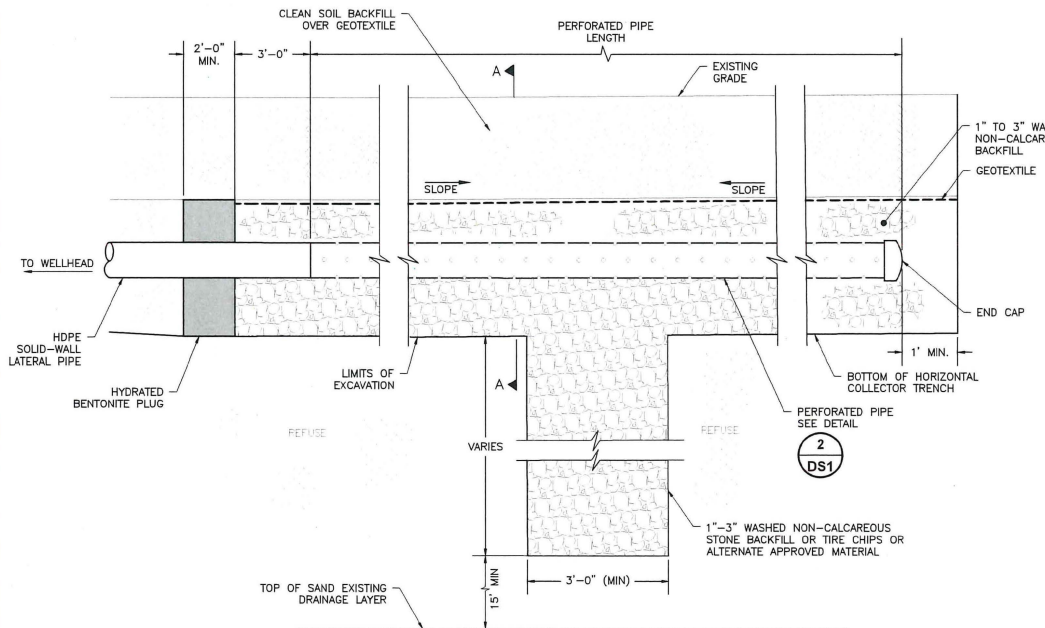 CLEAN SOIL BACKFILL
OVER GEOTEXTILE
PERFORATED PIPE
LENGTH
2'-0"
MIN.
3'-0"
A
EXISTING
GRADE
1" TO 3" WA
NON-CALCAR
BACKFILL
GEOTEXTILE
SLOPE
SLOPE
TO WELLHEAD
HDPE
SOLID-WALL
LATERAL PIPE
HYDRATED
BENTONITE PLUG
LIMITS OF
EXCAVATION
A
END CAP
1' MIN.
BOTTOM OF HORIZONTAL
COLLECTOR TRENCH
PERFORATED PIPE
SEE DETAIL
2
DS1
REFUSE
VARIES
REFUSE
1"-3" WASHED NON-CALCAREOUS
STONE BACKFILL OR TIRE CHIPS OR
ALTERNATE APPROVED MATERIAL
3'-0" (MIN)
15' MIN
TOP OF SAND EXISTING
DRAINAGE LAYER